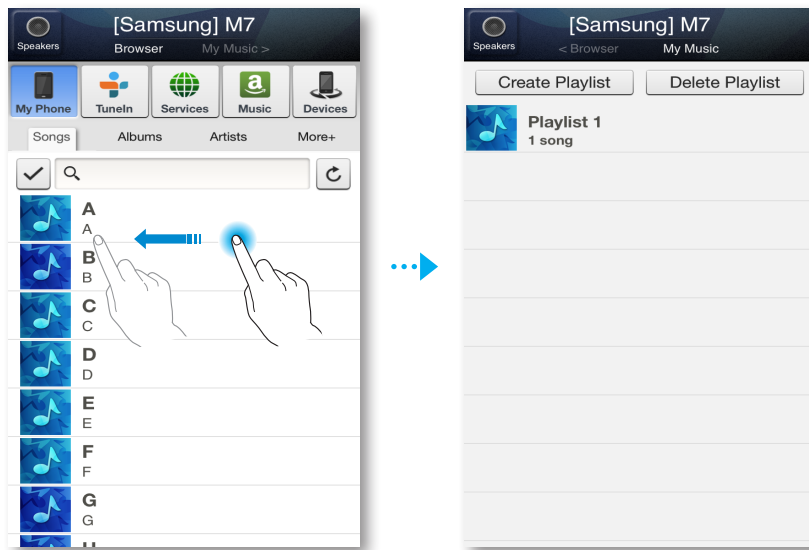 [Samsung] M7
Speakers
Browser My Music >
My Phone TuneIn Services Music Devices
Songs Albums Artists More+
A
A
B
B
C
C
D
D
E
E
F
F
G
G
[Samsung] M7
Speakers
< Browser My Music
Create Playlist Delete Playlist
Playlist 1
1 song